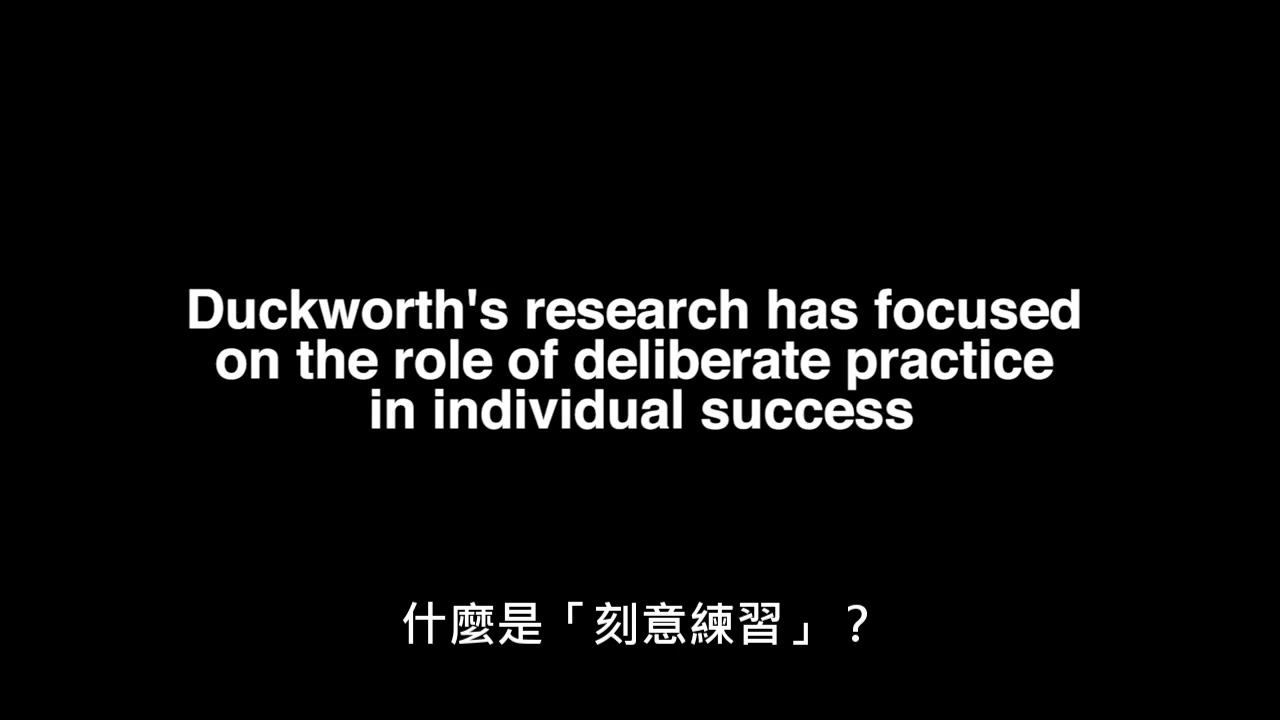 Duckworth's research has focused
on the role of deliberate practice
in individual success
什麼是「刻意練習」？